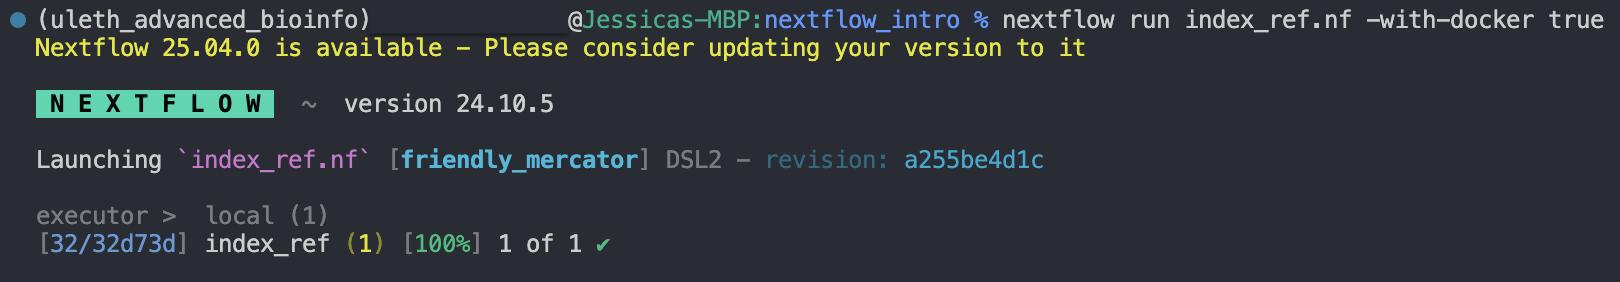 (uleth_advanced_bioinfo) @Jessicas-MBP:nextflow_intro % nextflow run index_ref.nf -with-docker true
Nextflow 25.04.0 is available - Please consider updating your version to it
N E X T F L O W ~ version 24.10.5
Launching `index_ref.nf` [friendly_mercator] DSL2 - revision: a255be4d1c
executor > local (1)
[32/32d73d] index_ref (1) [100%] 1 of 1 ✔